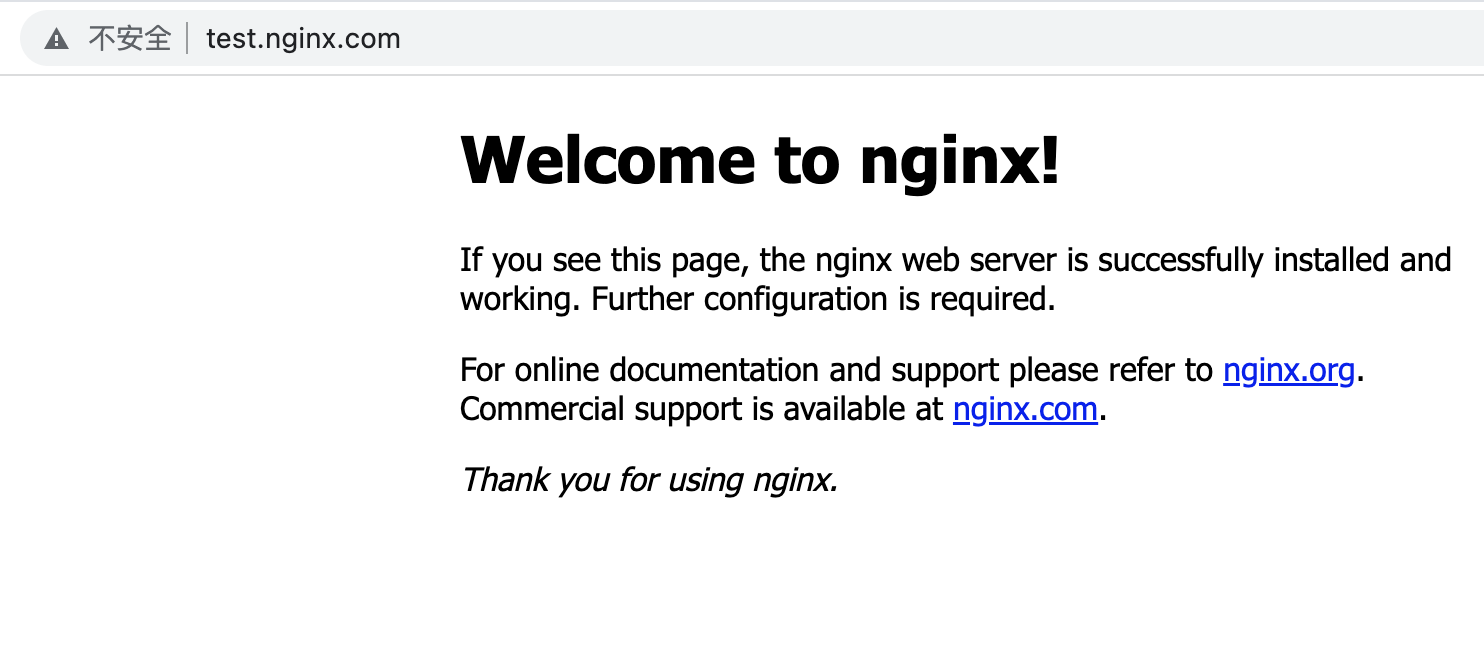 不安全 test.nginx.com
Welcome to nginx!
If you see this page, the nginx web server is successfully installed and
working. Further configuration is required.
For online documentation and support please refer to nginx.org.
Commercial support is available at nginx.com.
Thank you for using nginx.